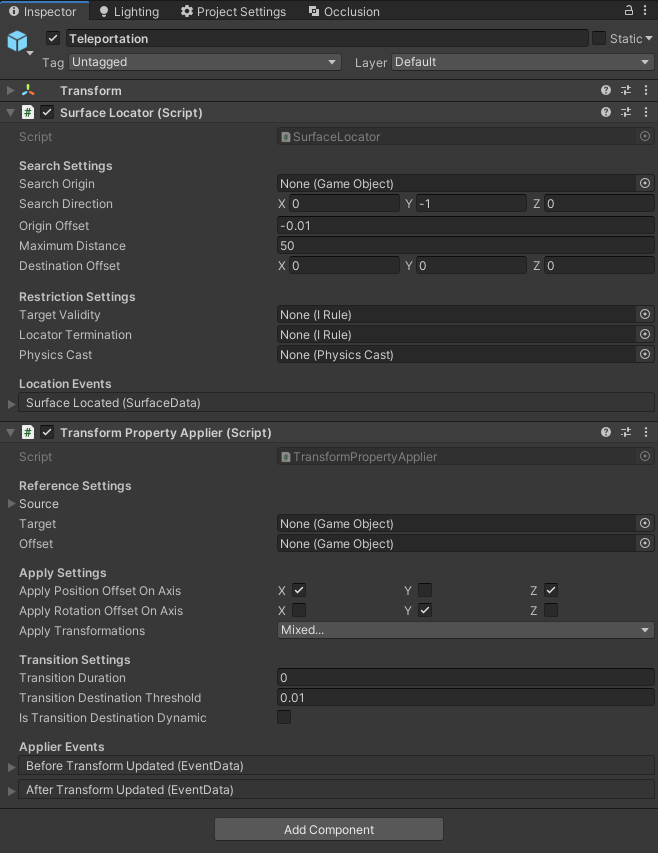 Inspector Lighting Project Settings Occlusion
Teleportation Static
Tag Untagged Layer Default
Transform
# Surface Locator (Script)
Script # SurfaceLocator
Search Settings
Search Origin None (Game Object)
Search Direction X 0 Y -1 Z 0
Origin Offset -0.01
Maximum Distance 50
Destination Offset X 0 Y 0 Z 0
Restriction Settings
Target Validity None (I Rule)
Locator Termination None (I Rule)
Physics Cast None (Physics Cast)
Location Events
Surface Located (SurfaceData)
# Transform Property Applier (Script)
Script # TransformPropertyApplier
Reference Settings
Source
Target None (Game Object)
Offset None (Game Object)
Apply Settings
Apply Position Offset On Axis X Y Z
Apply Rotation Offset On Axis X Y Z
Apply Transformations Mixed...
Transition Settings
Transition Duration 0
Transition Destination Threshold 0.01
Is Transition Destination Dynamic
Applier Events
Before Transform Updated (EventData)
After Transform Updated (EventData)
Add Component